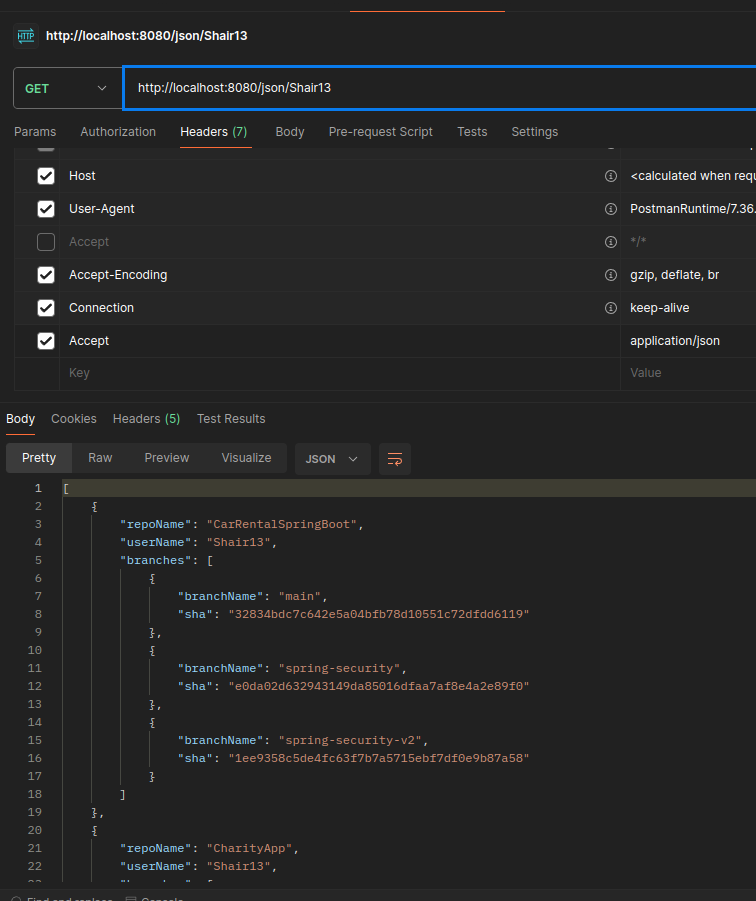 HTTP http://localhost:8080/json/Shair13
GET http://localhost:8080/json/Shair13
Params Authorization Headers (7) Body Pre-request Script Tests Settings
Host <calculated when requ
User-Agent PostmanRuntime/7.36.
Accept */*
Accept-Encoding gzip, deflate, br
Connection keep-alive
Accept application/json
Key Value
Body Cookies Headers (5) Test Results
Pretty Raw Preview Visualize JSON
1 [
2 {
3 "repoName": "CarRentalSpringBoot",
4 "userName": "Shair13",
5 "branches": [
6 {
7 "branchName": "main",
8 "sha": "32834bdc7c642e5a04bfb78d10551c72dfdd6119"
9 },
10 {
11 "branchName": "spring-security",
12 "sha": "e0da02d632943149da85016dfaa7af8e4a2e89f0"
13 },
14 {
15 "branchName": "spring-security-v2",
16 "sha": "1ee9358c5de4fc63f7b7a5715ebf7df0e9b87a58"
17 }
18 ]
19 },
20 {
21 "repoName": "CharityApp",
22 "userName": "Shair13",
Find and replace Console